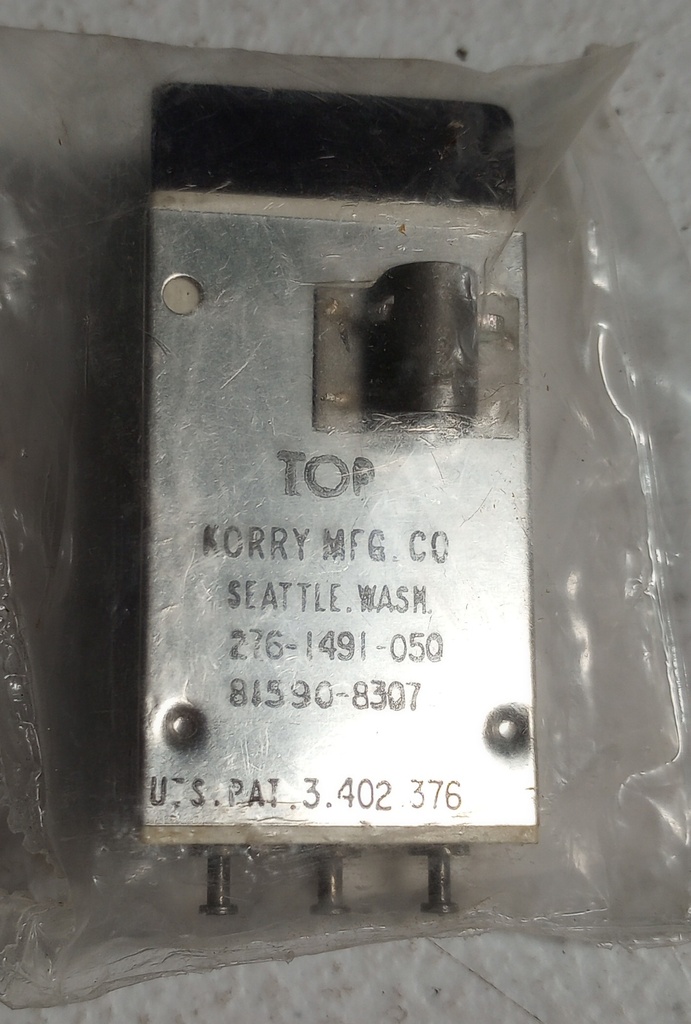 TOP
KORRY MFG. CO
SEATTLE. WASH.
276-1491-050
81590-8307
U.S. PAT. 3.402 376